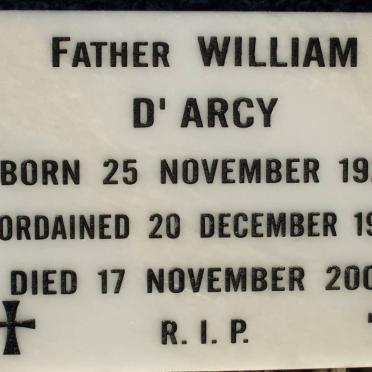 FATHER WILLIAM
D' ARCY
BORN 25 NOVEMBER
ORDAINED 20 DECEMBER
DIED 17 NOVEMBER
R. I. P.